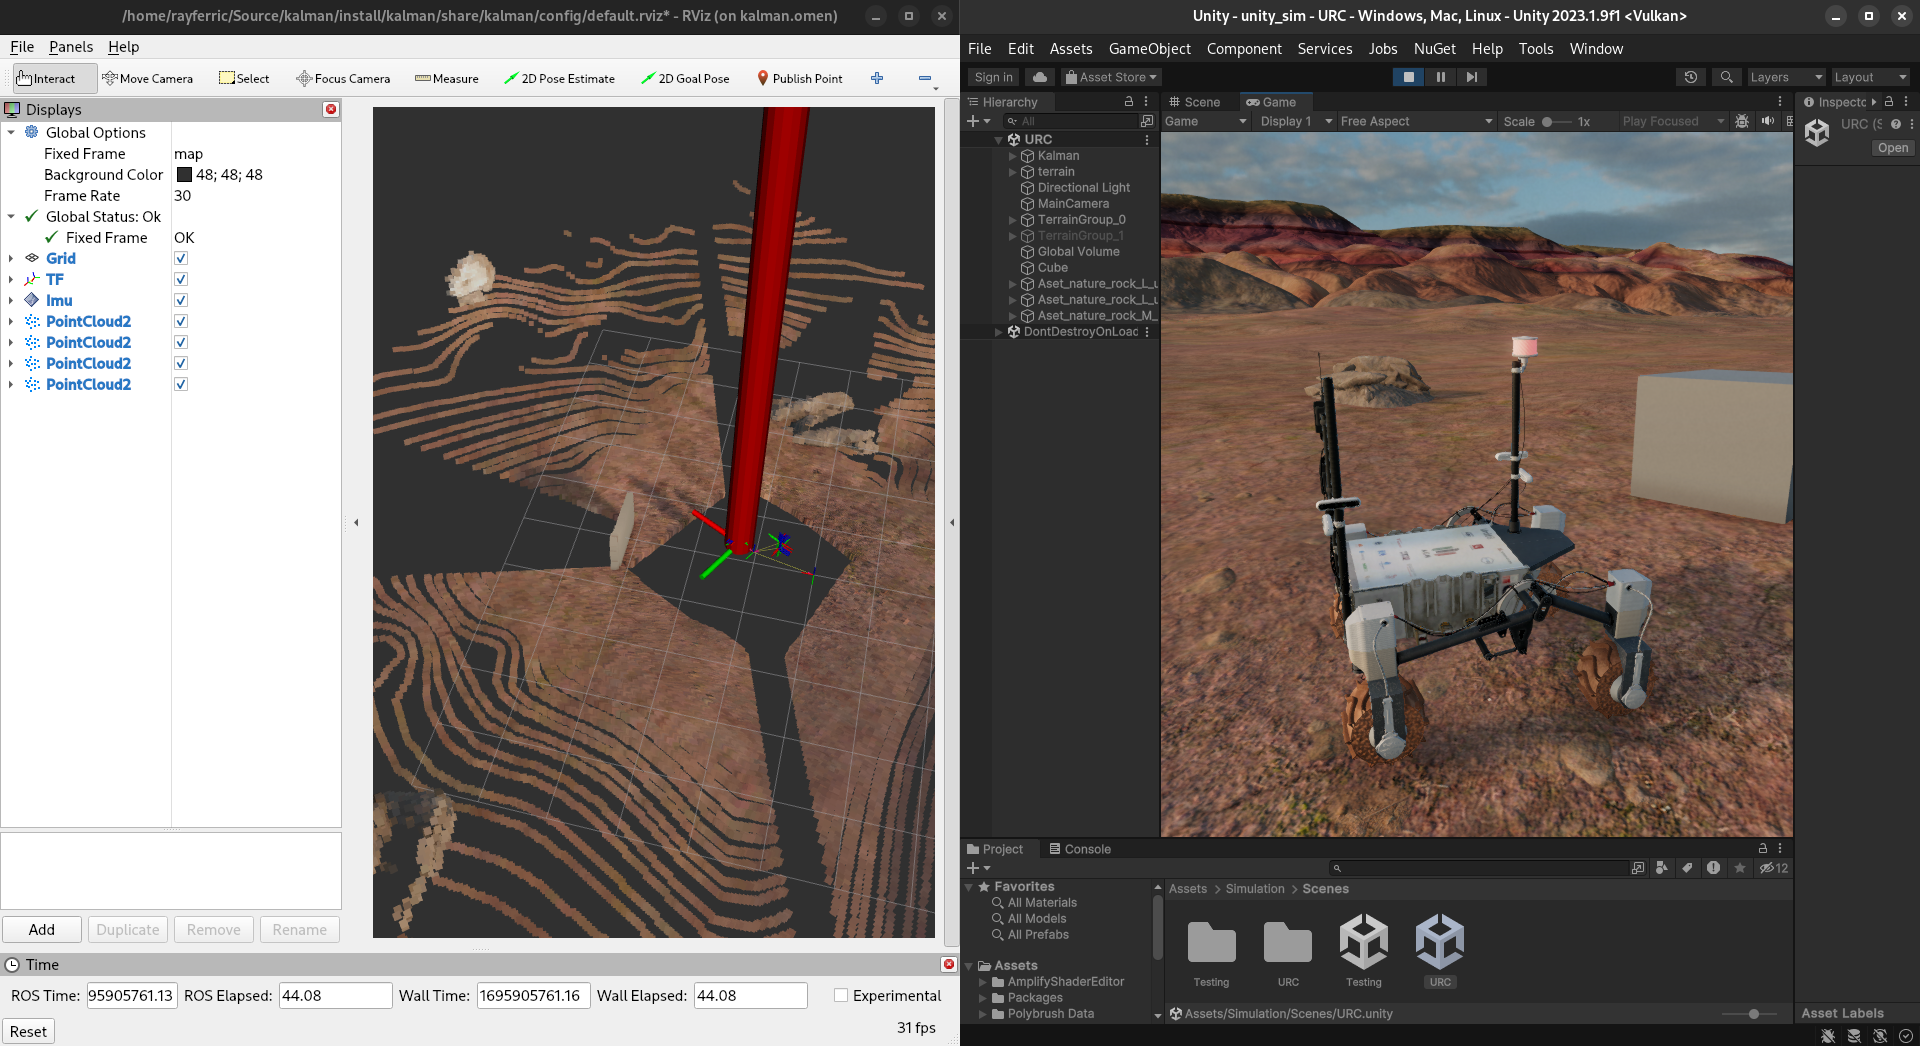 /home/rayferric/Source/kalman/install/kalman/share/kalman/config/default.rviz* - RViz (on kalman.omen)
File Panels Help
Interact Move Camera Select Focus Camera Measure 2D Pose Estimate 2D Goal Pose Publish Point
Displays
Global Options
Fixed Frame map
Background Color 48; 48; 48
Frame Rate 30
Global Status: Ok
Fixed Frame OK
Grid
TF
Imu
PointCloud2
PointCloud2
PointCloud2
PointCloud2
Add Duplicate Remove Rename
Time
ROS Time: 95905761.13 ROS Elapsed: 44.08 Wall Time: 1695905761.16 Wall Elapsed: 44.08 Experimental
Reset 31 fps
Unity - unity_sim - URC - Windows, Mac, Linux - Unity 2023.1.9f1 <Vulkan>
File Edit Assets GameObject Component Services Jobs NuGet Help Tools Window
Sign in Asset Store Layers Layout
Hierarchy
All
URC
Kalman
terrain
Directional Light
MainCamera
TerrainGroup_0
TerrainGroup_1
Global Volume
Cube
Aset_nature_rock_L_u
Aset_nature_rock_L_u
Aset_nature_rock_M_
DontDestroyOnLoad
Scene Game
Game Display 1 Free Aspect Scale 1x Play Focused
Inspecto
URC (S
Open
Project Console
12
Favorites
All Materials
All Models
All Prefabs
Assets
AmplifyShaderEditor
Packages
Polybrush Data
Assets > Simulation > Scenes
Testing URC Testing URC
Assets/Simulation/Scenes/URC.unity
Asset Labels